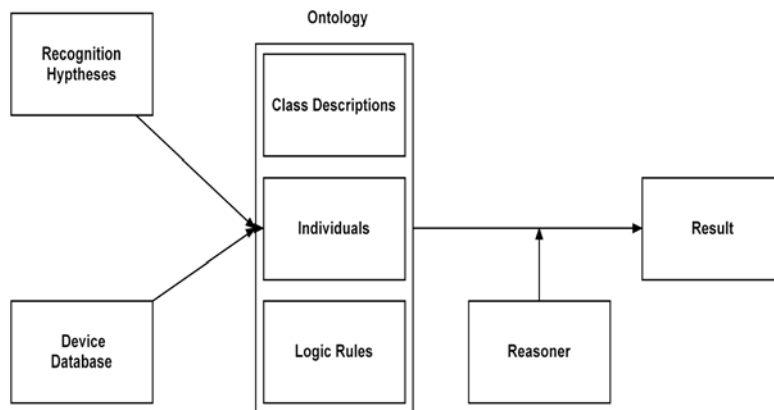 Ontology
Recognition
Hyptheses
Class Descriptions
Individuals
Result
Device
Database
Logic Rules
Reasoner